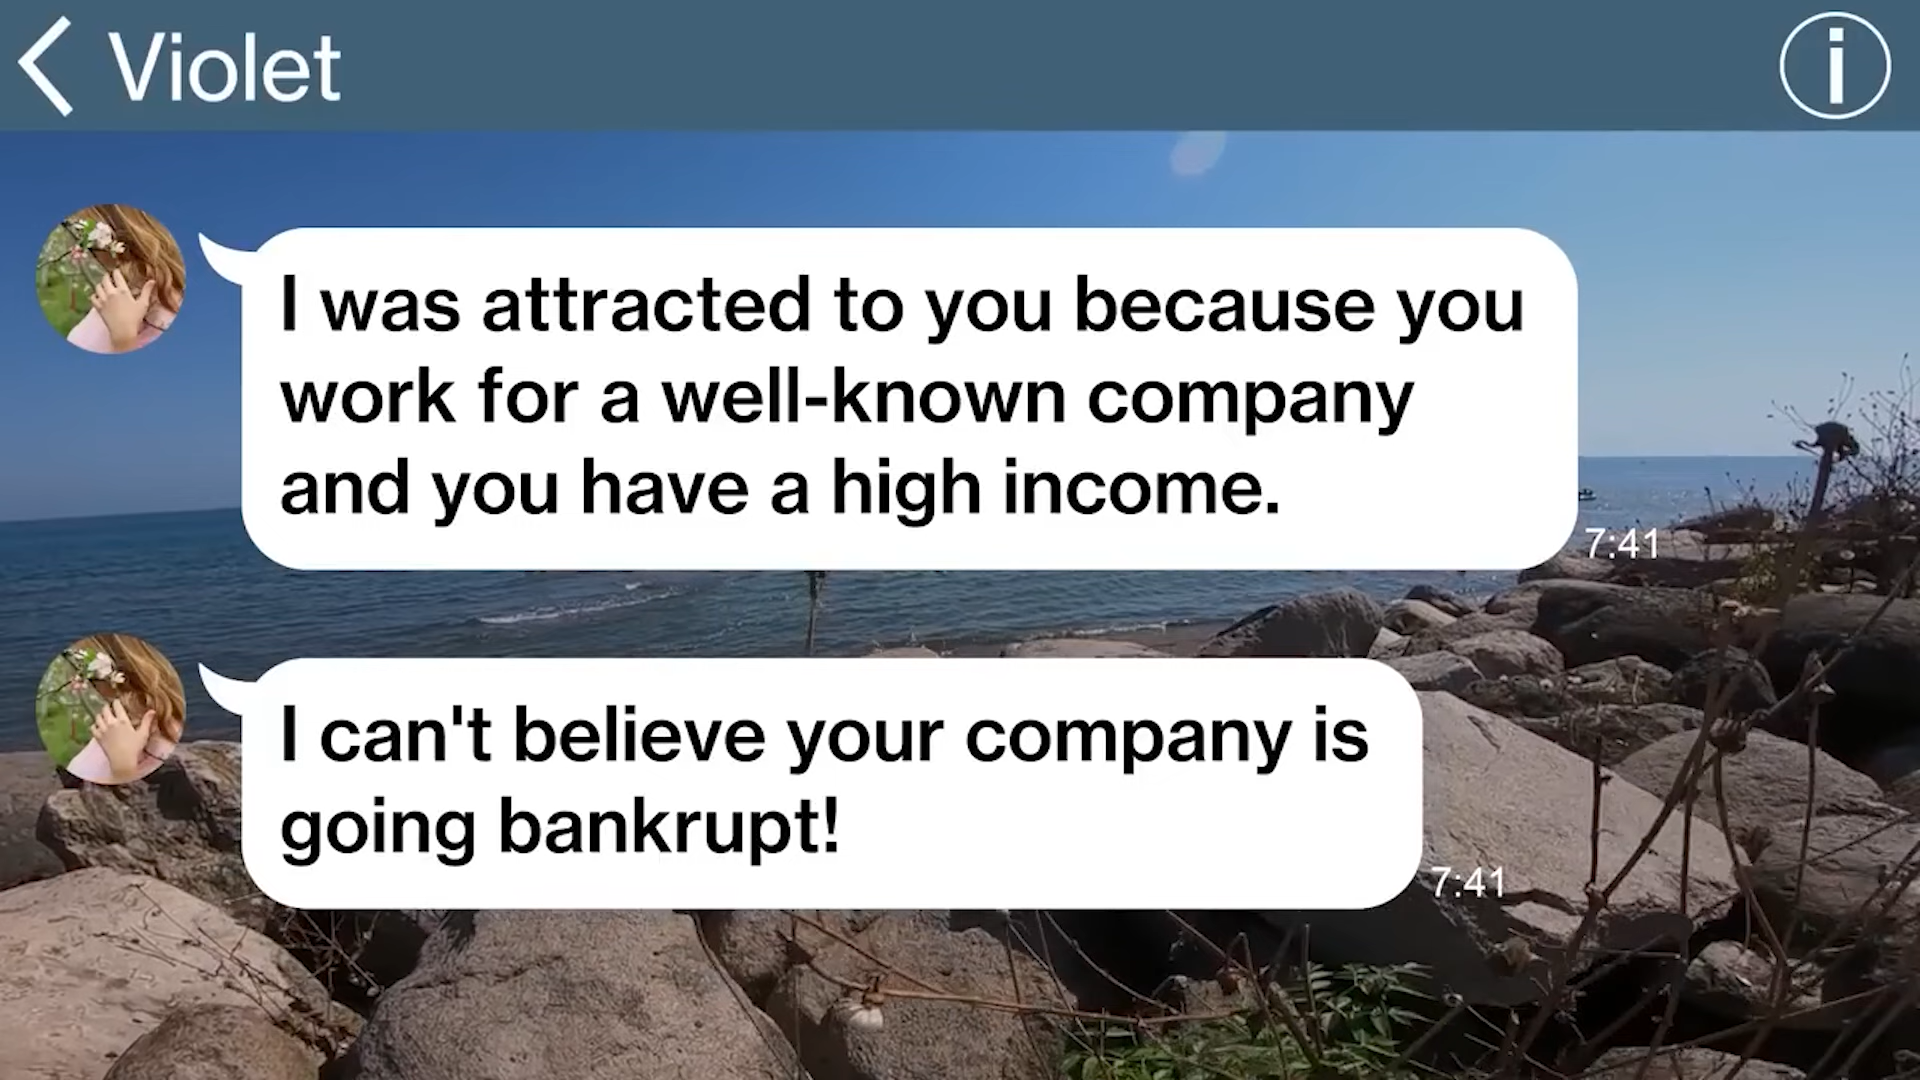 Violet
I was attracted to you because you
work for a well-known company
and you have a high income.
7:41
I can't believe your company is
going bankrupt!
7:41